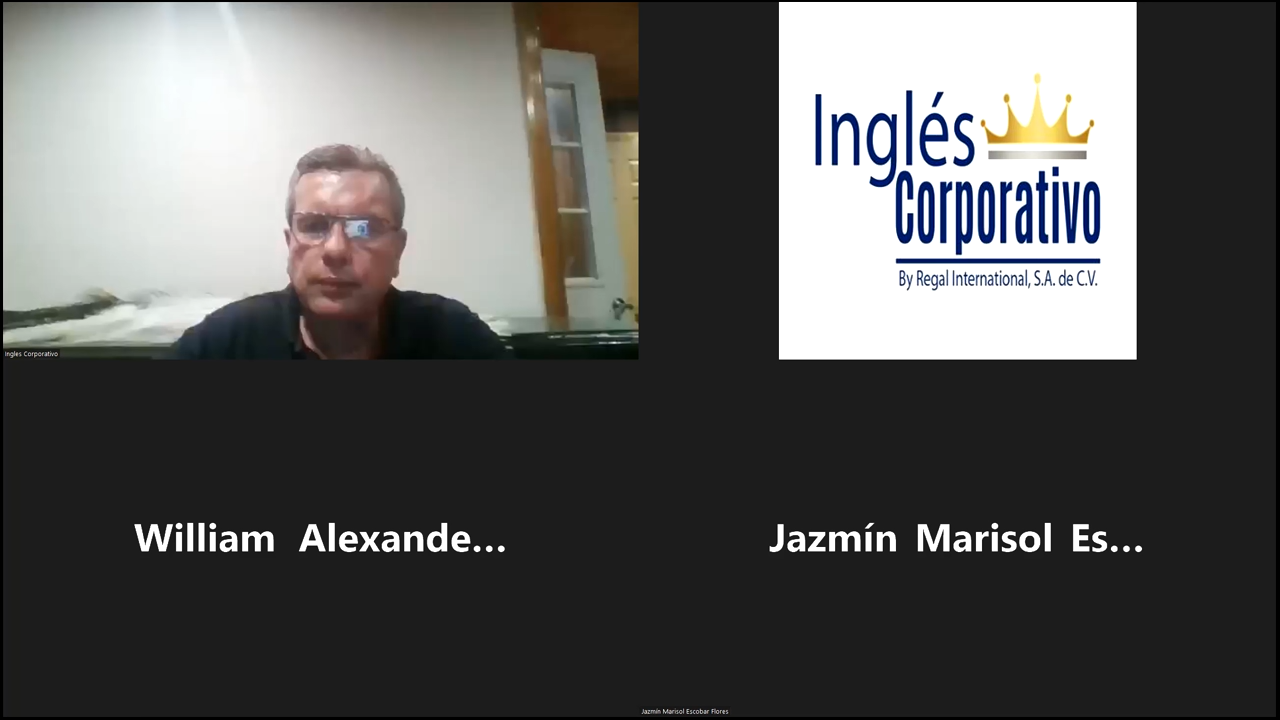 Ingles Corporativo
Inglés
Corporativo
By Regal International, S.A. de C.V.
William Alexande...
Jazmín Marisol Es...
Jazmín Marisol Escobar Flores